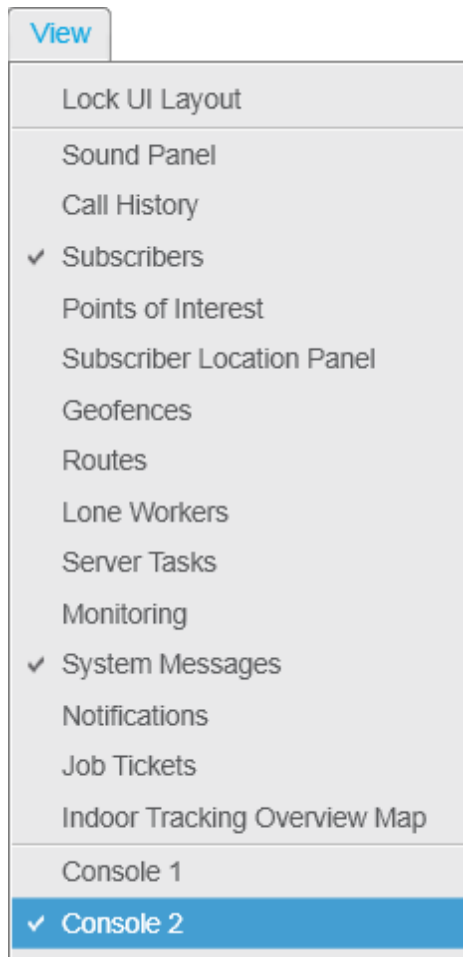 View
Lock UI Layout
Sound Panel
Call History
Subscribers
Points of Interest
Subscriber Location Panel
Geofences
Routes
Lone Workers
Server Tasks
Monitoring
System Messages
Notifications
Job Tickets
Indoor Tracking Overview Map
Console 1
Console 2